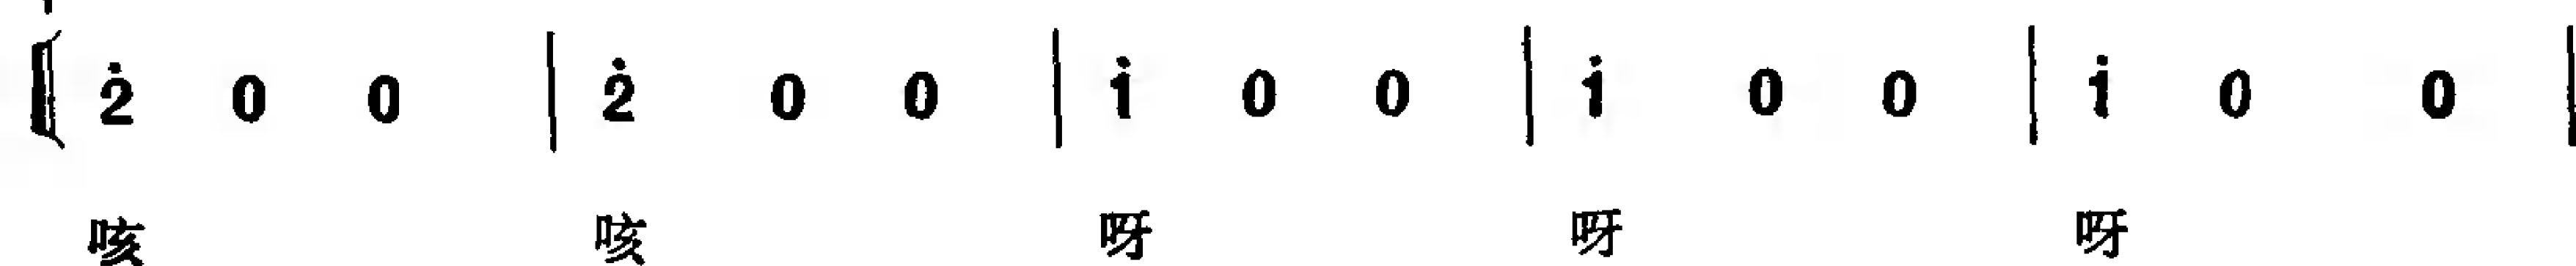 2̇ 0 0 | 2̇ 0 0 | 1̇ 0 0 | 1̇ 0 0 | 1̇ 0 0 |
咳 咳 呀 呀 呀